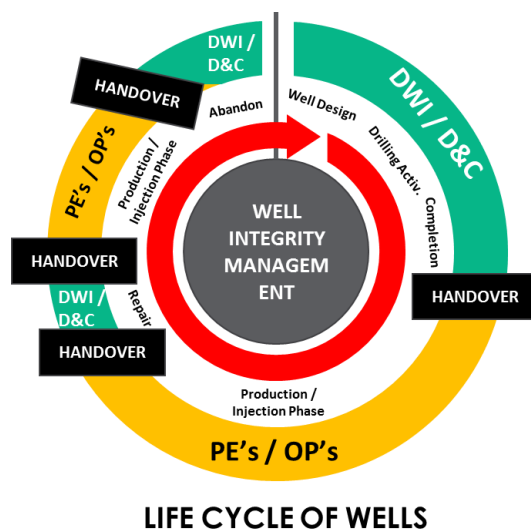 DWI /
D&C
HANDOVER
Abandon
Well Design
DWI / D&C
Drilling Activ.
Completion
HANDOVER
PE's / OP's
Production /
Injection Phase
WELL
INTEGRITY
MANAGEM
ENT
HANDOVER
DWI /
D&C
Repair
HANDOVER
Production /
Injection Phase
PE's / OP's
LIFE CYCLE OF WELLS